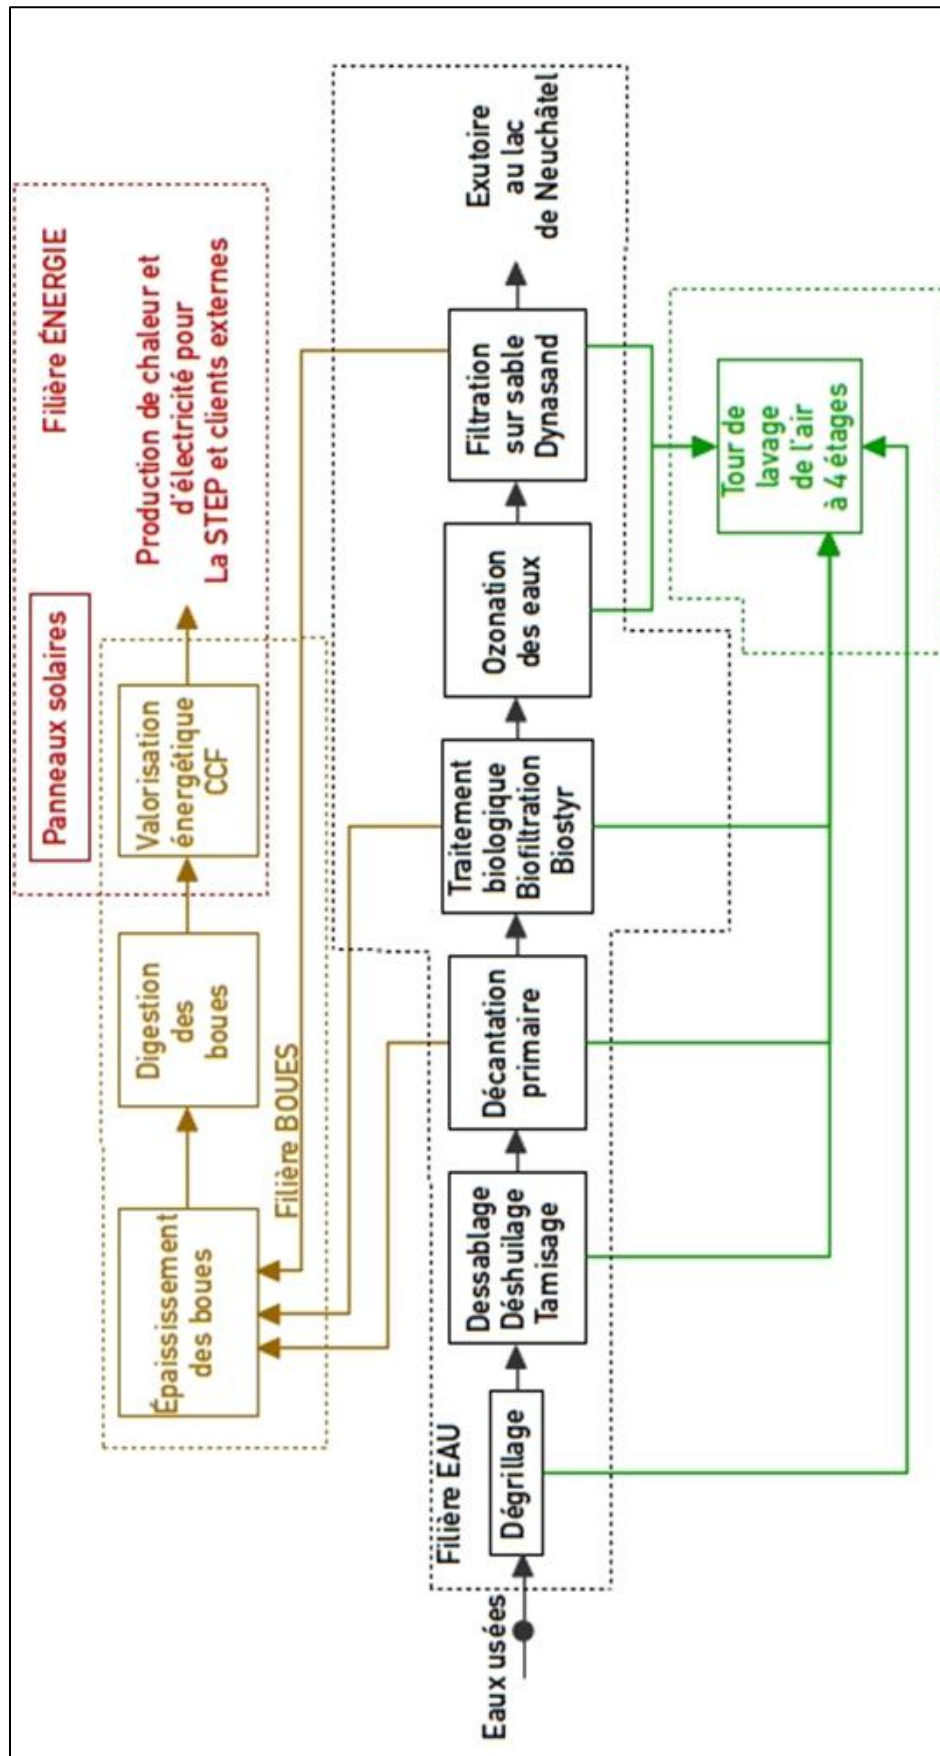 Filière ÉNERGIE
Panneaux solaires
Production de chaleur et
d'électricité pour
La STEP et clients externes
Épaississement
des boues
Digestion
des
boues
Valorisation
énergétique
CCF
Filière BOUES
Filière EAU
Eaux usées
Dégrillage
Dessablage
Déshuilage
Tamisage
Décantation
primaire
Traitement
biologique
Biofiltration
Biostyr
Ozonation
des eaux
Filtration
sur sable
Dynasand
Exutoire
au lac
de Neuchâtel
Tour de
lavage
de l'air
à 4 étages